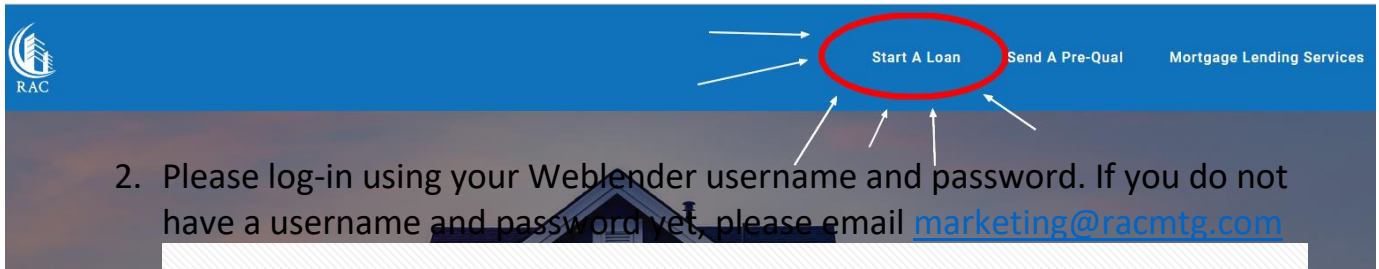 Start A Loan Send A Pre-Qual Mortgage Lending Services
RAC
2. Please log-in using your Weblender username and password. If you do not
have a username and password yet, please email marketing@racmtg.com